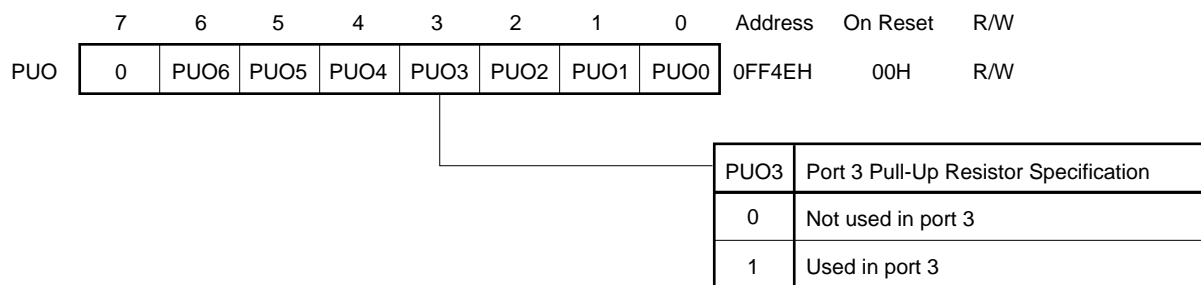 7 6 5 4 3 2 1 0 Address On Reset R/W
PUO 0 PUO6 PUO5 PUO4 PUO3 PUO2 PUO1 PUO0 0FF4EH 00H R/W
PUO3 Port 3 Pull-Up Resistor Specification
0 Not used in port 3
1 Used in port 3